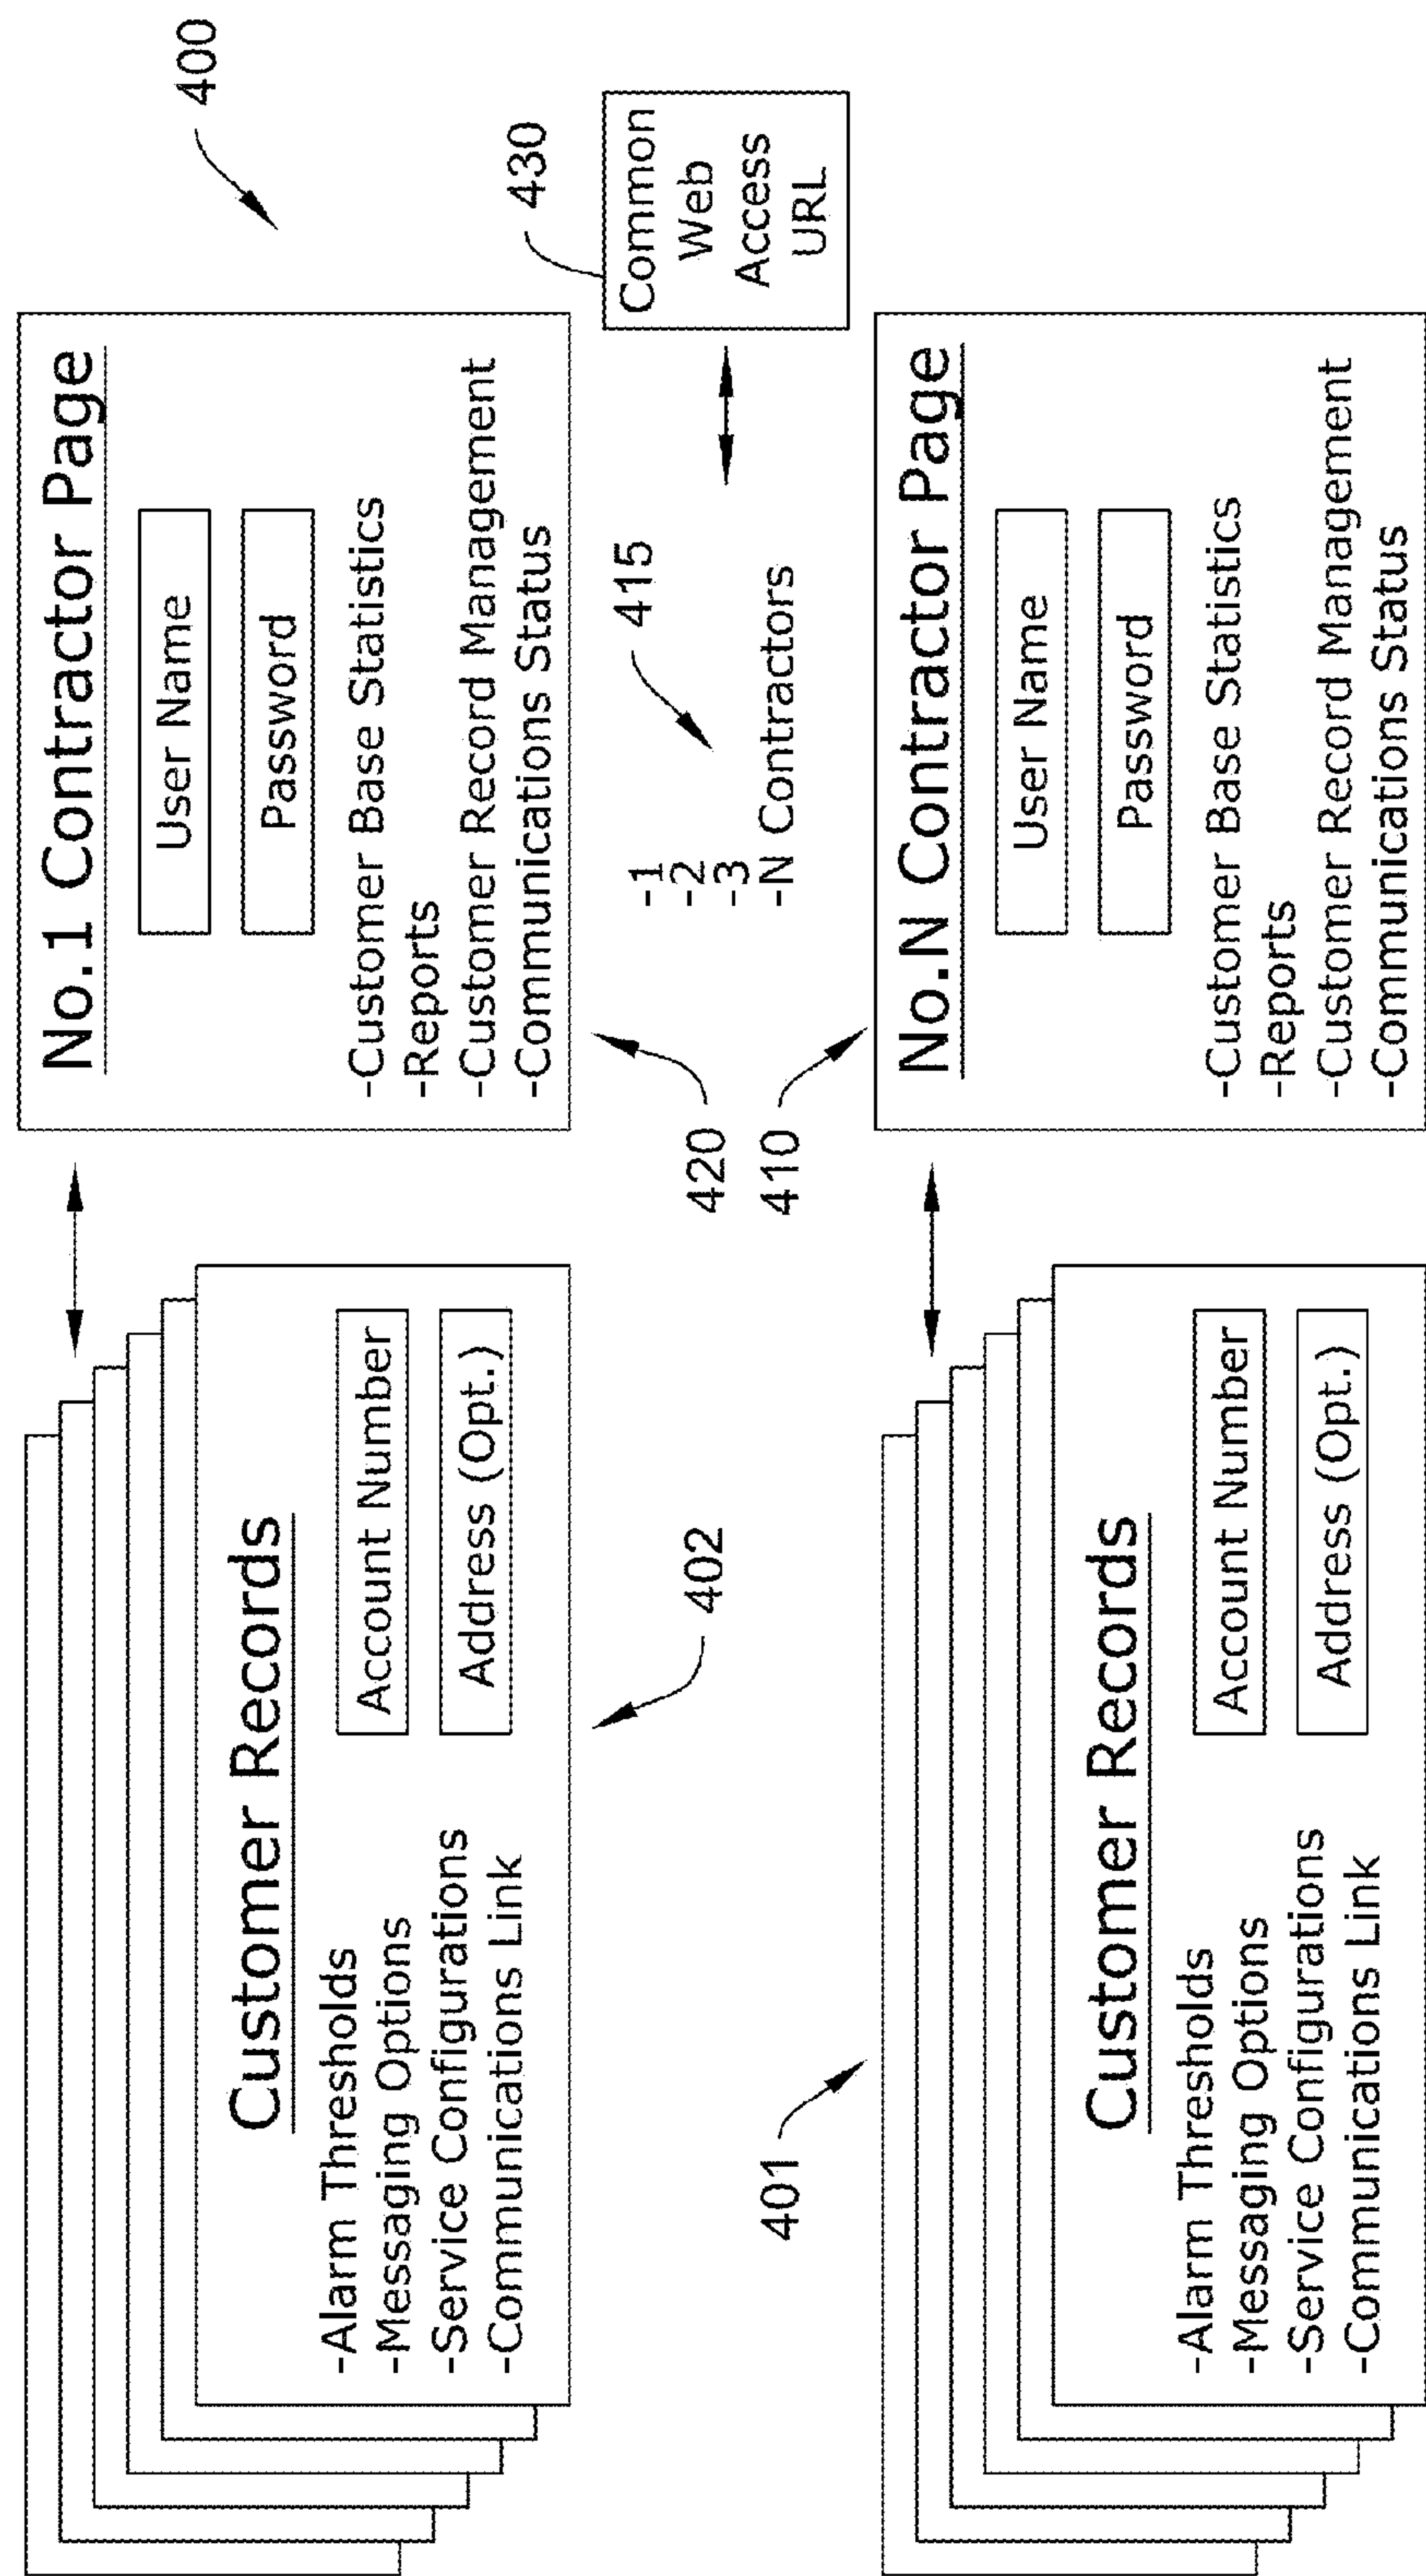 400
Customer Records
-Alarm Thresholds
-Messaging Options
-Service Configurations
-Communications Link
Account Number
Address (Opt.)
402
No.1 Contractor Page
User Name
Password
-Customer Base Statistics
-Reports
-Customer Record Management
-Communications Status
420
410
415
-1
-2
-3
-N Contractors
430
Common
Web
Access
URL
401
Customer Records
-Alarm Thresholds
-Messaging Options
-Service Configurations
-Communications Link
Account Number
Address (Opt.)
No.N Contractor Page
User Name
Password
-Customer Base Statistics
-Reports
-Customer Record Management
-Communications Status